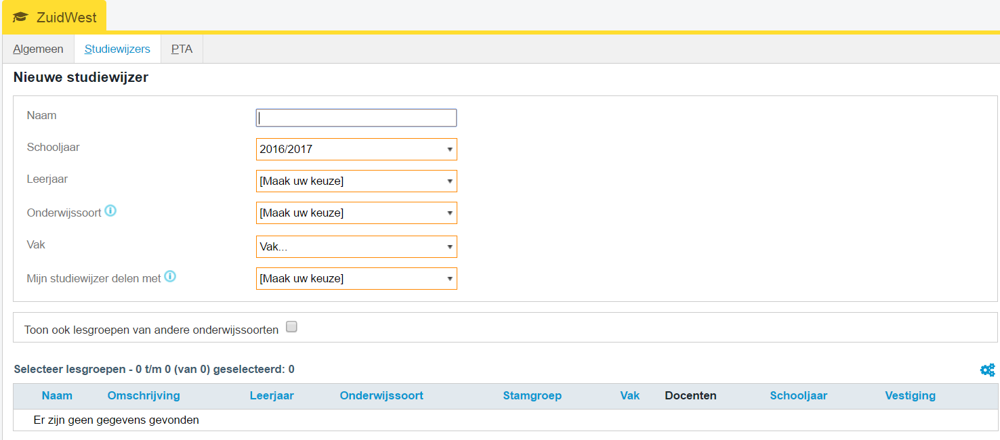 ZuidWest
Algemeen Studiewijzers PTA
Nieuwe studiewijzer
Naam
Schooljaar 2016/2017
Leerjaar [Maak uw keuze]
Onderwijssoort [Maak uw keuze]
Vak Vak...
Mijn studiewijzer delen met [Maak uw keuze]
Toon ook lesgroepen van andere onderwijssoorten
Selecteer lesgroepen - 0 t/m 0 (van 0) geselecteerd: 0
Naam Omschrijving Leerjaar Onderwijssoort Stamgroep Vak Docenten Schooljaar Vestiging
Er zijn geen gegevens gevonden